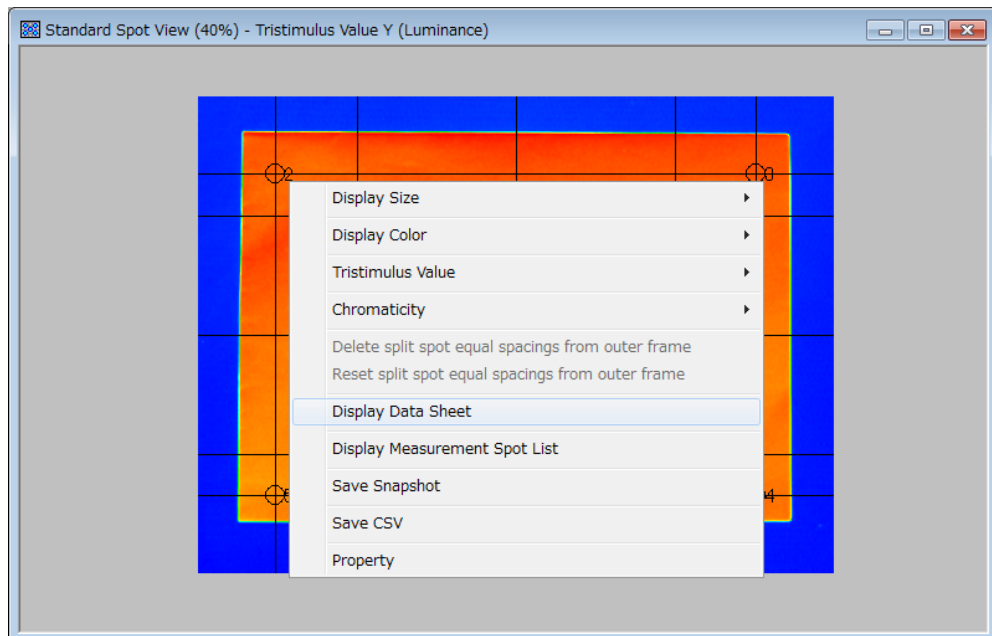 Standard Spot View (40%) - Tristimulus Value Y (Luminance)
2
Display Size
Display Color
Tristimulus Value
Chromaticity
Delete split spot equal spacings from outer frame
Reset split spot equal spacings from outer frame
Display Data Sheet
Display Measurement Spot List
Save Snapshot
4
Save CSV
Property